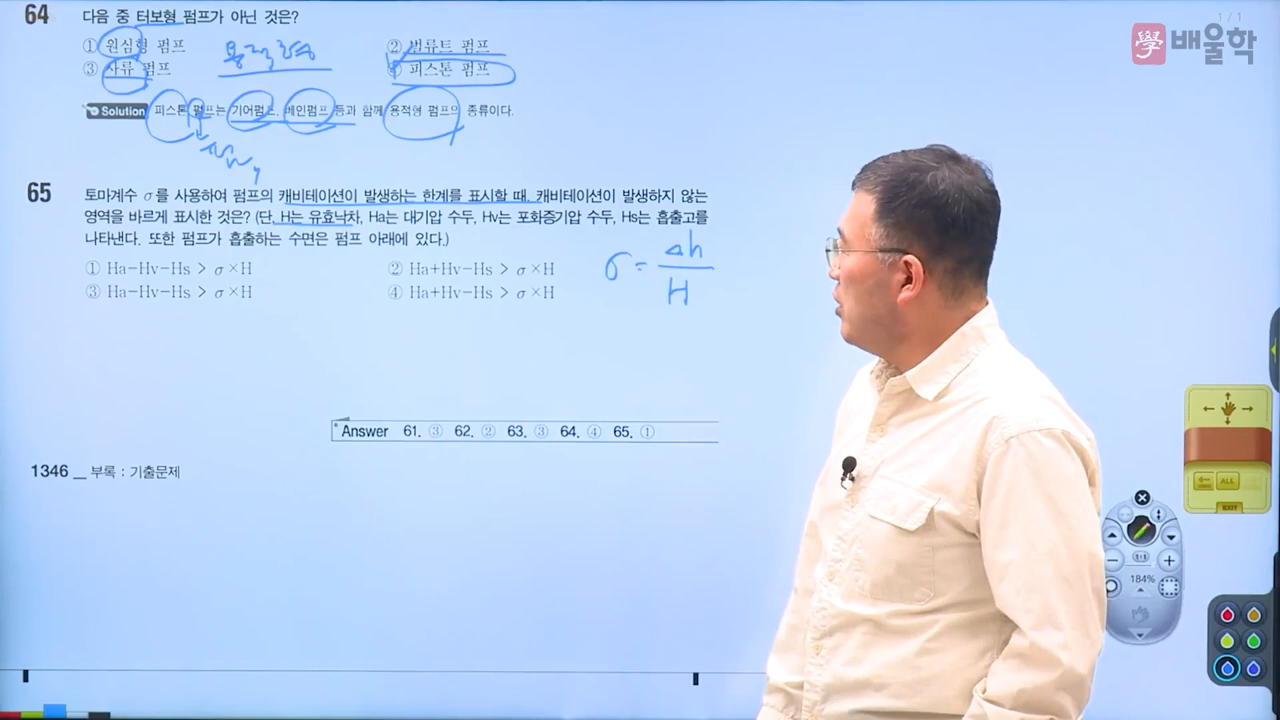 1 / 1
배울학
64 다음 중 터보형 펌프가 아닌 것은?
① 원심형 펌프 ② 벌류트 펌프
③ 사류 펌프 ④ 피스톤 펌프
용적형
Solution 피스톤 펌프는 기어펌프, 베인펌프 등과 함께 용적형 펌프의 종류이다.
65 토마계수 σ를 사용하여 펌프의 캐비테이션이 발생하는 한계를 표시할 때, 캐비테이션이 발생하지 않는
영역을 바르게 표시한 것은? (단, H는 유효낙차, Ha는 대기압 수두, Hv는 포화증기압 수두, Hs는 흡출고를
나타낸다. 또한 펌프가 흡출하는 수면은 펌프 아래에 있다.)
① Ha-Hv-Hs > σ×H ② Ha+Hv-Hs > σ×H
③ Ha-Hv-Hs > σ×H ④ Ha+Hv-Hs > σ×H
σ = Δh
H
Answer 61. ③ 62. ② 63. ③ 64. ④ 65. ①
1346 _ 부록 : 기출문제
ALL
EXIT
1:1
184%